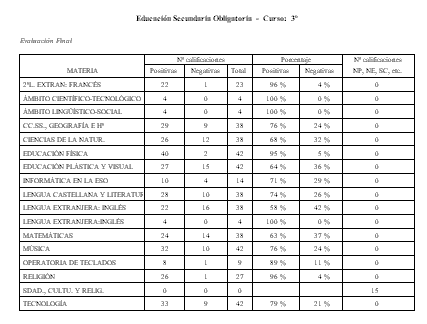 Educación Secundaria Obligatoria - Curso: 3º
Evaluación Final
Nº calificaciones Porcentaje Nº calificaciones
MATERIA Positivas Negativas Total Positivas Negativas NP, NE, SC, etc.
2ªL. EXTRAN: FRANCÉS 22 1 23 96 % 4 % 0
ÁMBITO CIENTÍFICO-TECNOLÓGICO 4 0 4 100 % 0 % 0
ÁMBITO LINGÜÍSTICO-SOCIAL 4 0 4 100 % 0 % 0
CC.SS., GEOGRAFÍA E Hª 29 9 38 76 % 24 % 0
CIENCIAS DE LA NATUR. 26 12 38 68 % 32 % 0
EDUCACIÓN FÍSICA 40 2 42 95 % 5 % 0
EDUCACIÓN PLÁSTICA Y VISUAL 27 15 42 64 % 36 % 0
INFORMÁTICA EN LA ESO 10 4 14 71 % 29 % 0
LENGUA CASTELLANA Y LITERATUR 28 10 38 74 % 26 % 0
LENGUA EXTRANJERA: INGLÉS 22 16 38 58 % 42 % 0
LENGUA EXTRANJERA:INGLÉS 4 0 4 100 % 0 % 0
MATEMÁTICAS 24 14 38 63 % 37 % 0
MÚSICA 32 10 42 76 % 24 % 0
OPERATORIA DE TECLADOS 8 1 9 89 % 11 % 0
RELIGIÓN 26 1 27 96 % 4 % 0
SDAD., CULTU. Y RELIG. 0 0 0 15
TECNOLOGÍA 33 9 42 79 % 21 % 0